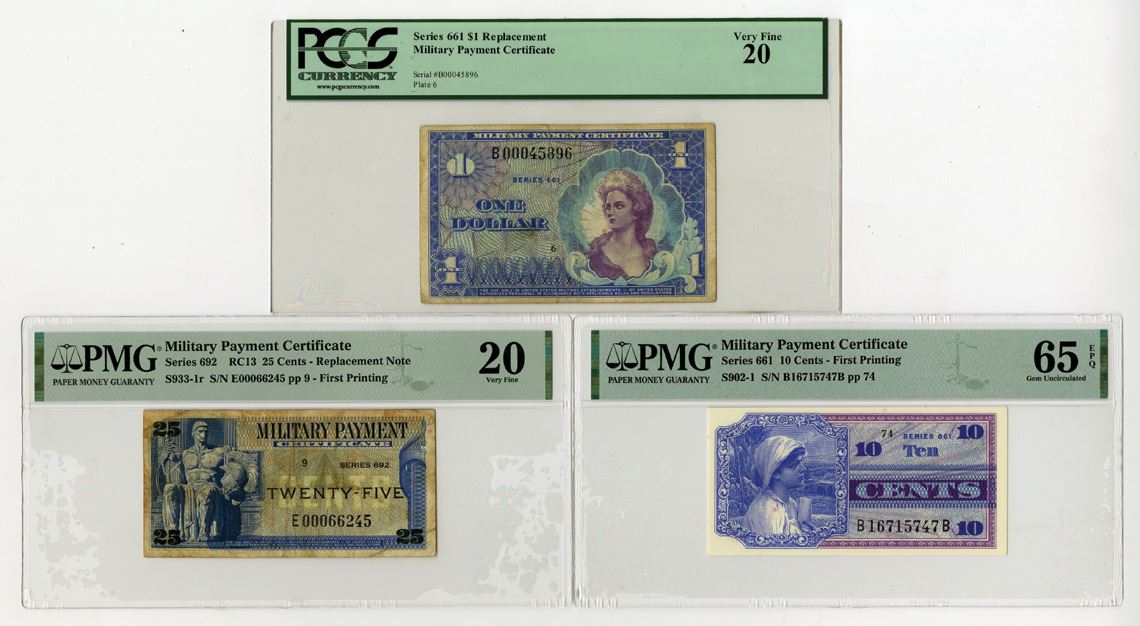 PCGS
CURRENCY
www.pcgscurrency.com
Series 661 $1 Replacement
Military Payment Certificate
Serial #B00045896
Plate 6
Very Fine
20
MILITARY PAYMENT CERTIFICATE
1
B00045896
1
SERIES 661
ONE
DOLLAR
6
1
1
PMG
PAPER MONEY GUARANTY
Military Payment Certificate
Series 692 RC13 25 Cents - Replacement Note
S933-1r S/N E00066245 pp 9 - First Printing
20
Very Fine
25
MILITARY PAYMENT
CERTIFICATE
9 SERIES 692
TWENTY-FIVE
E00066245
25
25
PMG
PAPER MONEY GUARANTY
Military Payment Certificate
Series 661 10 Cents - First Printing
S902-1 S/N B16715747B pp 74
65
EPQ
Gem Uncirculated
74 SERIES 661 10
10 Ten
CENTS
B16715747B 10